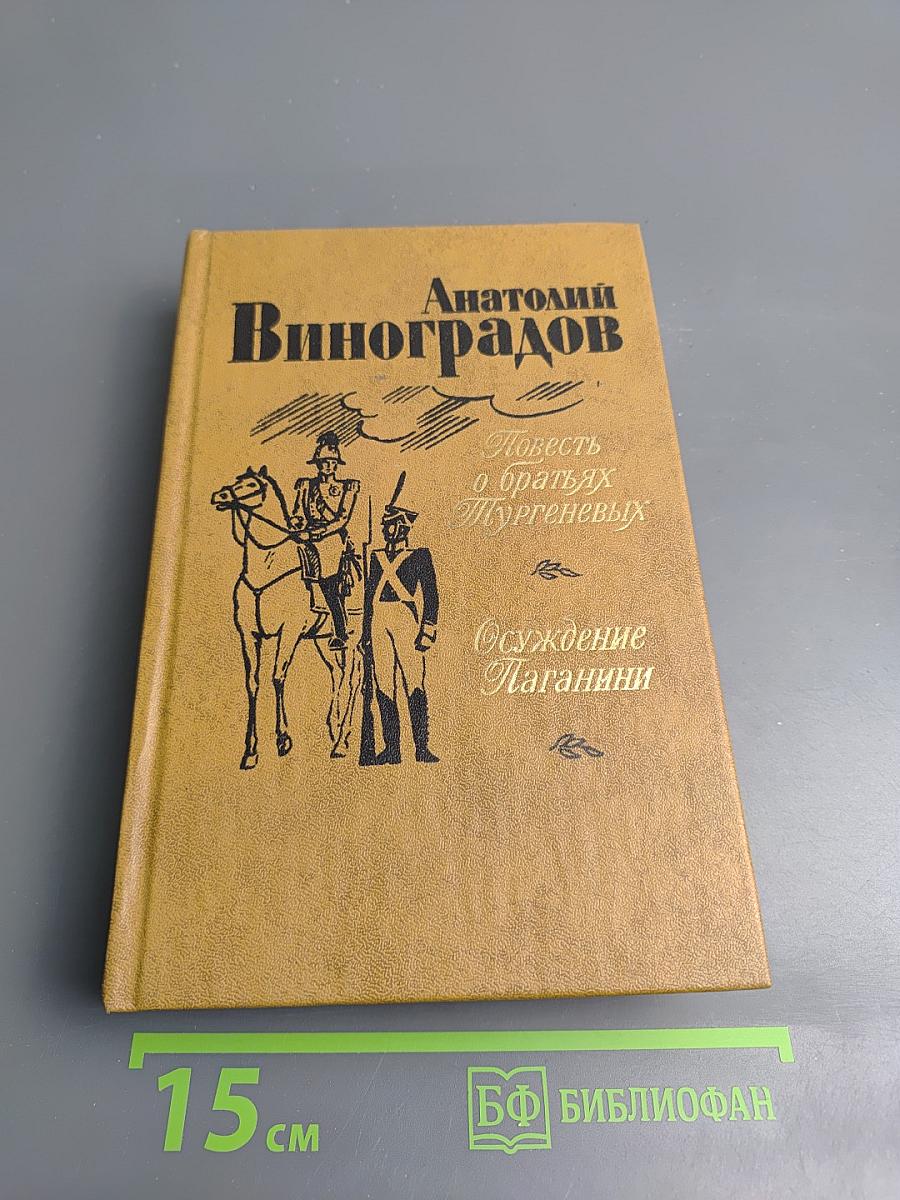 Анатолий
Виноградов
Повесть
о братьях
Тургеневых
Осуждение
Паганини
15 см
БФ БИБЛИОФАН